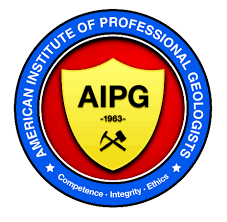 AMERICAN INSTITUTE OF PROFESSIONAL GEOLOGISTS
AIPG
-1963-
Competence · Integrity · Ethics